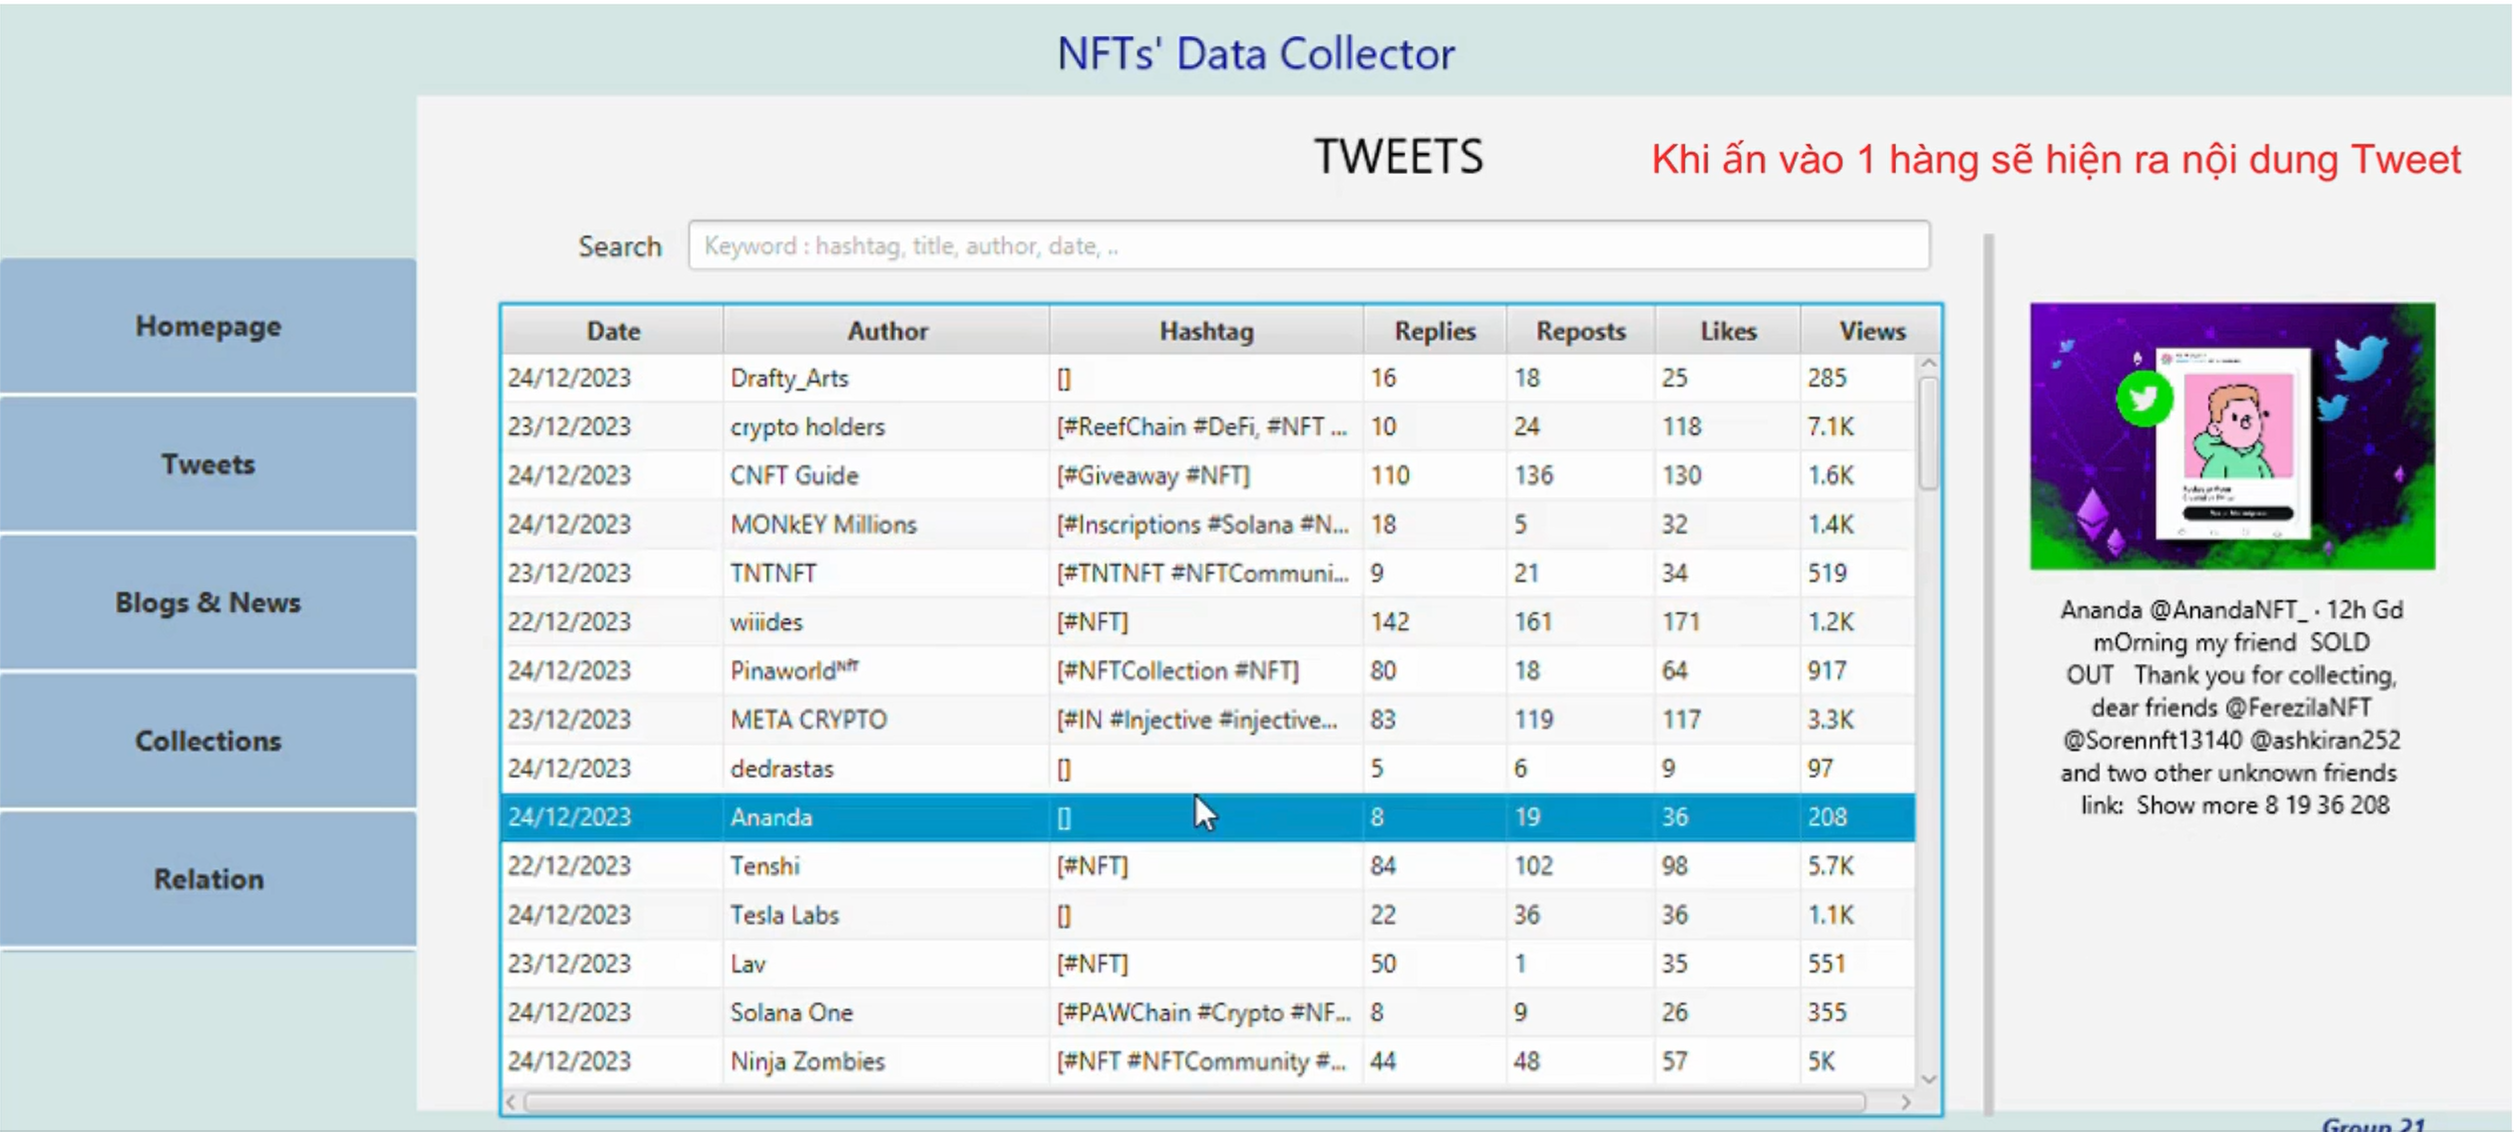 NFTs' Data Collector
TWEETS
Khi ấn vào 1 hàng sẽ hiện ra nội dung Tweet
Search
Keyword : hashtag, title, author, date, ..
Homepage
Tweets
Blogs & News
Collections
Relation
Date Author Hashtag Replies Reposts Likes Views
24/12/2023 Drafty_Arts [] 16 18 25 285
23/12/2023 crypto holders [#ReefChain #DeFi, #NFT ... 10 24 118 7.1K
24/12/2023 CNFT Guide [#Giveaway #NFT] 110 136 130 1.6K
24/12/2023 MONkEY Millions [#Inscriptions #Solana #N... 18 5 32 1.4K
23/12/2023 TNTNFT [#TNTNFT #NFTCommuni... 9 21 34 519
22/12/2023 wiiides [#NFT] 142 161 171 1.2K
24/12/2023 Pinaworldᴺᶠᵀ [#NFTCollection #NFT] 80 18 64 917
23/12/2023 META CRYPTO [#IN #Injective #injective... 83 119 117 3.3K
24/12/2023 dedrastas [] 5 6 9 97
24/12/2023 Ananda [] 8 19 36 208
22/12/2023 Tenshi [#NFT] 84 102 98 5.7K
24/12/2023 Tesla Labs [] 22 36 36 1.1K
23/12/2023 Lav [#NFT] 50 1 35 551
24/12/2023 Solana One [#PAWChain #Crypto #NF... 8 9 26 355
24/12/2023 Ninja Zombies [#NFT #NFTCommunity #... 44 48 57 5K
Ananda @AnandaNFT_ · 12h Gd
mOrning my friend SOLD
OUT Thank you for collecting,
dear friends @FerezilaNFT
@Sorennft13140 @ashkiran252
and two other unknown friends
link: Show more 8 19 36 208
Group 21